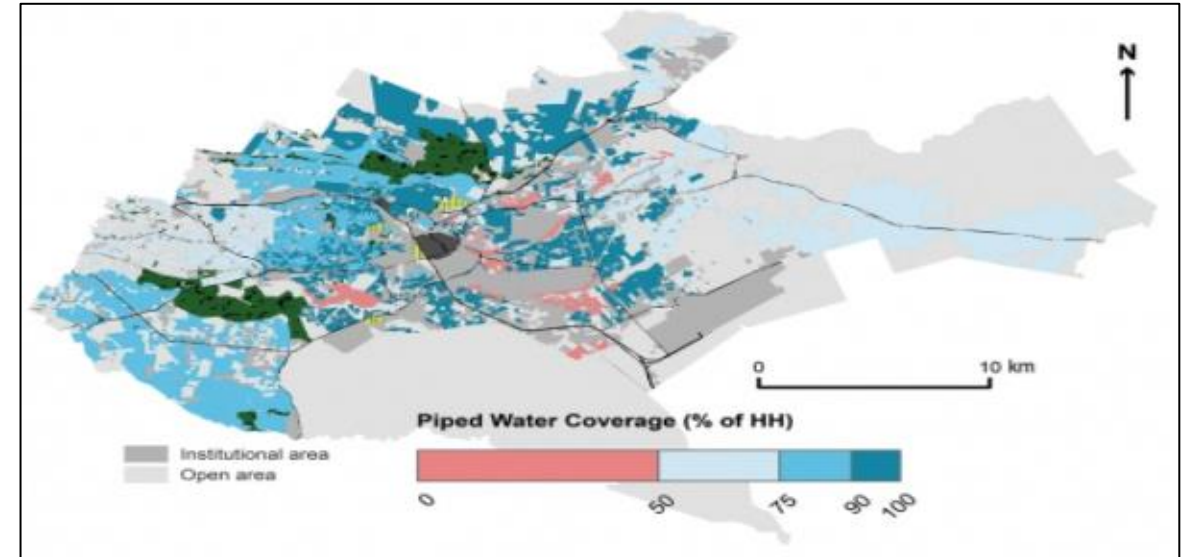 N
0 10 km
Piped Water Coverage (% of HH)
Institutional area
Open area
0 50 75 90 100